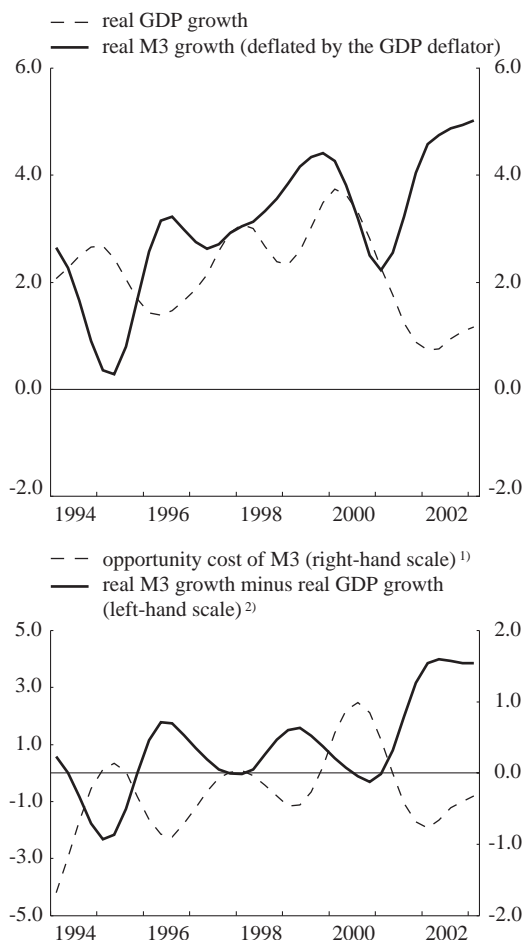 real GDP growth
real M3 growth (deflated by the GDP deflator)
6.0 6.0
4.0 4.0
2.0 2.0
0.0 0.0
-2.0 -2.0
1994 1996 1998 2000 2002
opportunity cost of M3 (right-hand scale) 1)
real M3 growth minus real GDP growth
(left-hand scale) 2)
5.0 2.0
3.0 1.0
1.0 0.0
-1.0 -1.0
-3.0
-5.0 -2.0
1994 1996 1998 2000 2002